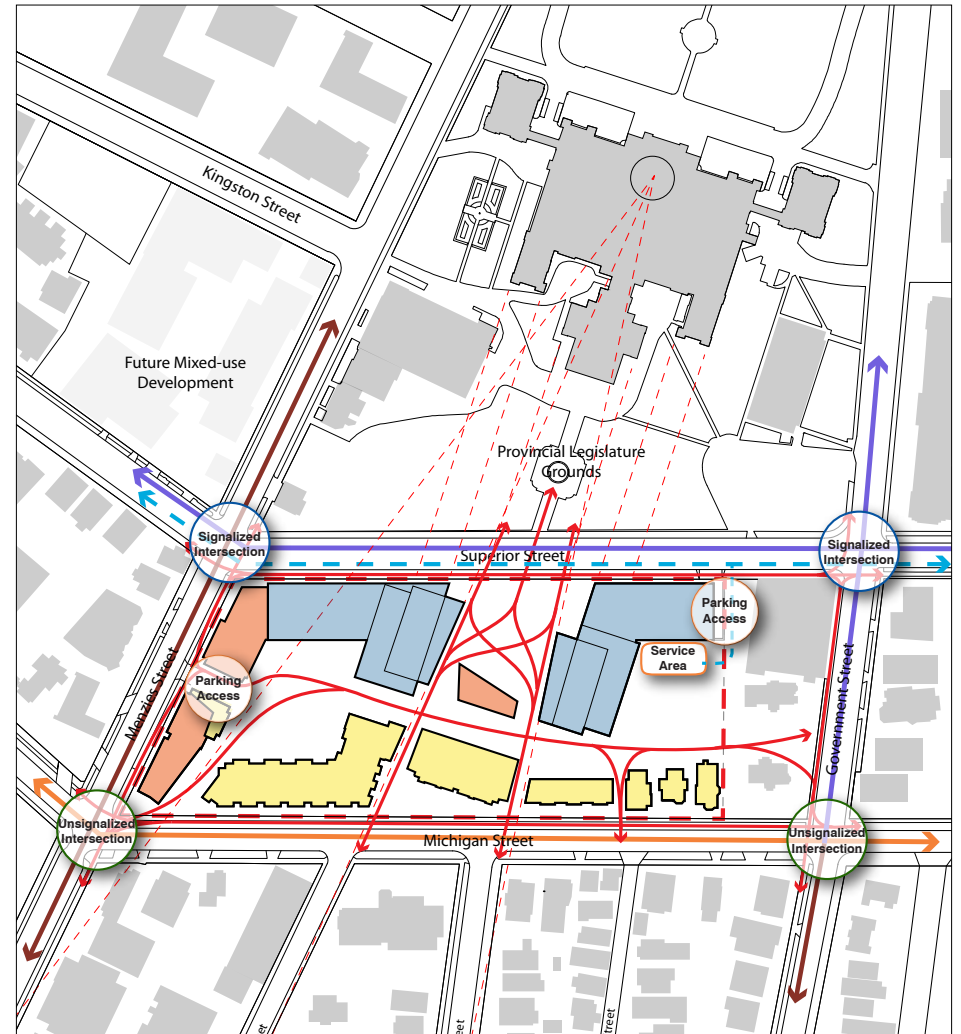 Kingston Street
Future Mixed-use
Development
Provincial Legislature
Grounds
Signalized
Intersection
Superior Street
Signalized
Intersection
Parking
Access
Service
Area
Parking
Access
Menzies Street
Government Street
Unsignalized
Intersection
Michigan Street
Unsignalized
Intersection